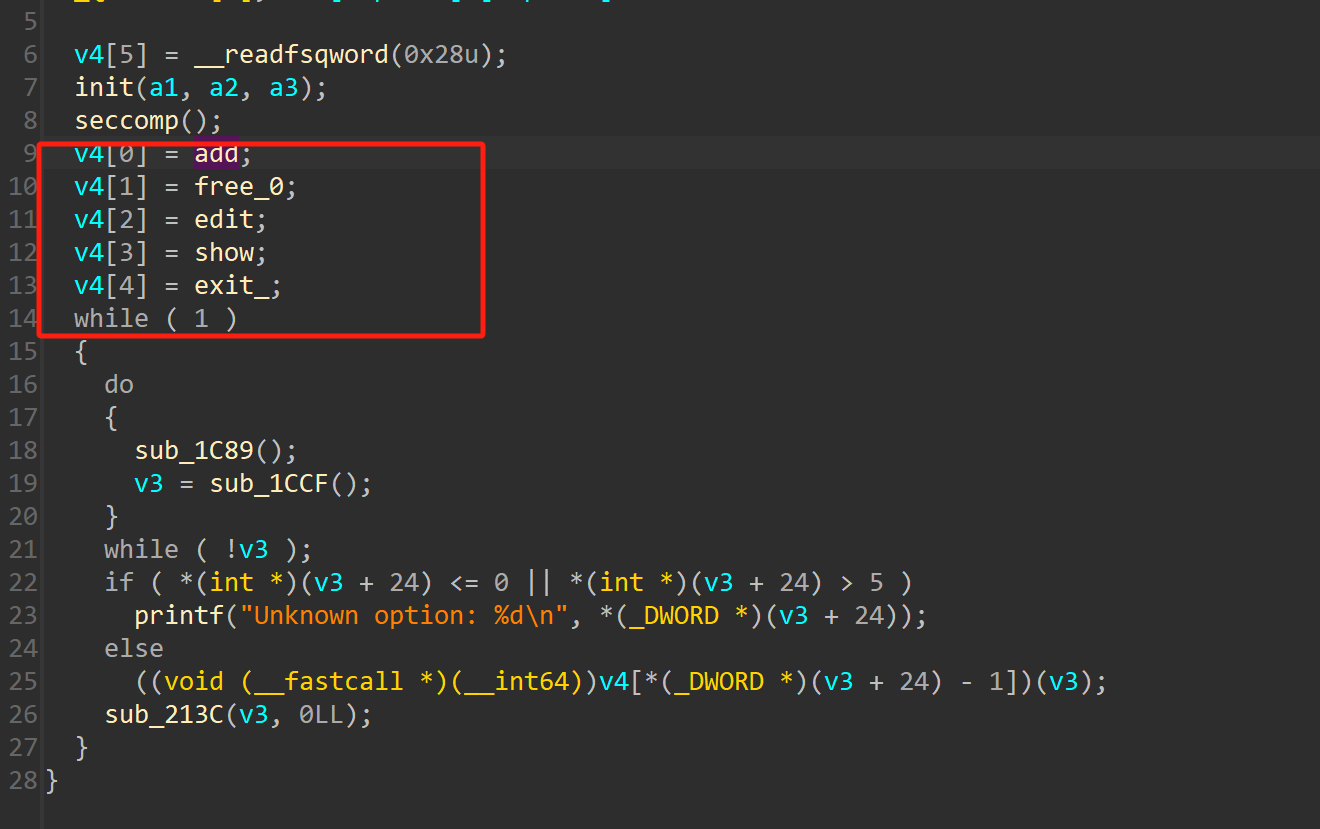 5
6 v4[5] = __readfsqword(0x28u);
7 init(a1, a2, a3);
8 seccomp();
9 v4[0] = add;
10 v4[1] = free_0;
11 v4[2] = edit;
12 v4[3] = show;
13 v4[4] = exit_;
14 while ( 1 )
15 {
16 do
17 {
18 sub_1C89();
19 v3 = sub_1CCF();
20 }
21 while ( !v3 );
22 if ( *(int *)(v3 + 24) <= 0 || *(int *)(v3 + 24) > 5 )
23 printf("Unknown option: %d\n", *(_DWORD *)(v3 + 24));
24 else
25 ((void (__fastcall *)(__int64))v4[*(_DWORD *)(v3 + 24) - 1])(v3);
26 sub_213C(v3, 0LL);
27 }
28 }